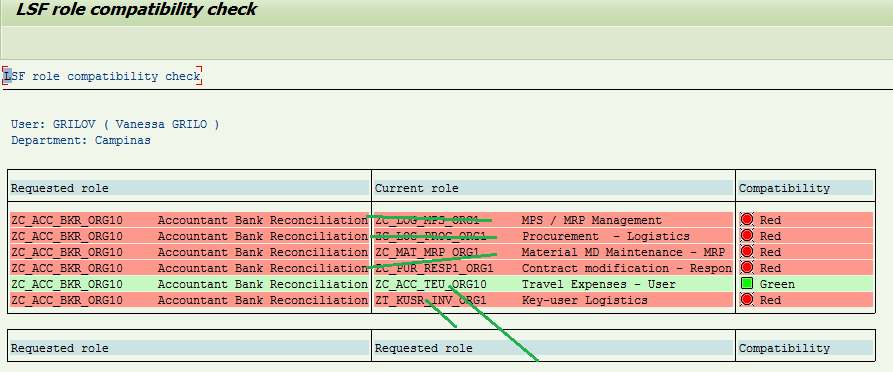 LSF role compatibility check
LSF role compatibility check
User: GRILOV ( Vanessa GRILO )
Department: Campinas
Requested role Current role Compatibility
ZC_ACC_BKR_ORG10 Accountant Bank Reconciliation ZC_LOG_MPS_ORG1 MPS / MRP Management Red
ZC_ACC_BKR_ORG10 Accountant Bank Reconciliation ZC_LOG_PROC_ORG1 Procurement - Logistics Red
ZC_ACC_BKR_ORG10 Accountant Bank Reconciliation ZC_MAT_MRP_ORG1 Material MD Maintenance - MRP Red
ZC_ACC_BKR_ORG10 Accountant Bank Reconciliation ZC_PUR_RESP1_ORG1 Contract modification - Respon Red
ZC_ACC_BKR_ORG10 Accountant Bank Reconciliation ZC_ACC_TEU_ORG10 Travel Expenses - User Green
ZC_ACC_BKR_ORG10 Accountant Bank Reconciliation ZT_KUSR_INV_ORG1 Key-user Logistics Red
Requested role Requested role Compatibility